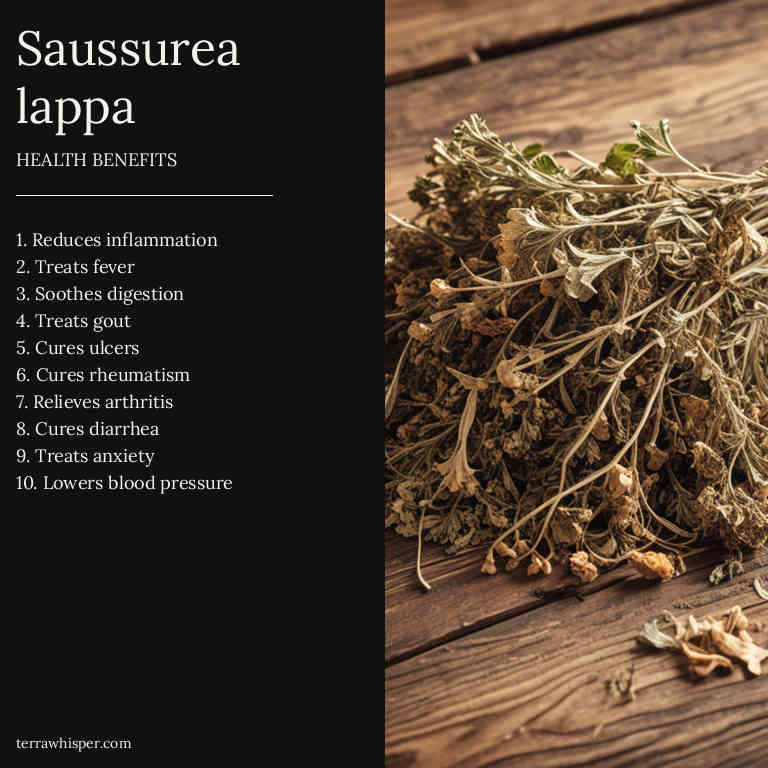 Saussurea
lappa
HEALTH BENEFITS
1. Reduces inflammation
2. Treats fever
3. Soothes digestion
4. Treats gout
5. Cures ulcers
6. Cures rheumatism
7. Relieves arthritis
8. Cures diarrhea
9. Treats anxiety
10. Lowers blood pressure
terrawhisper.com